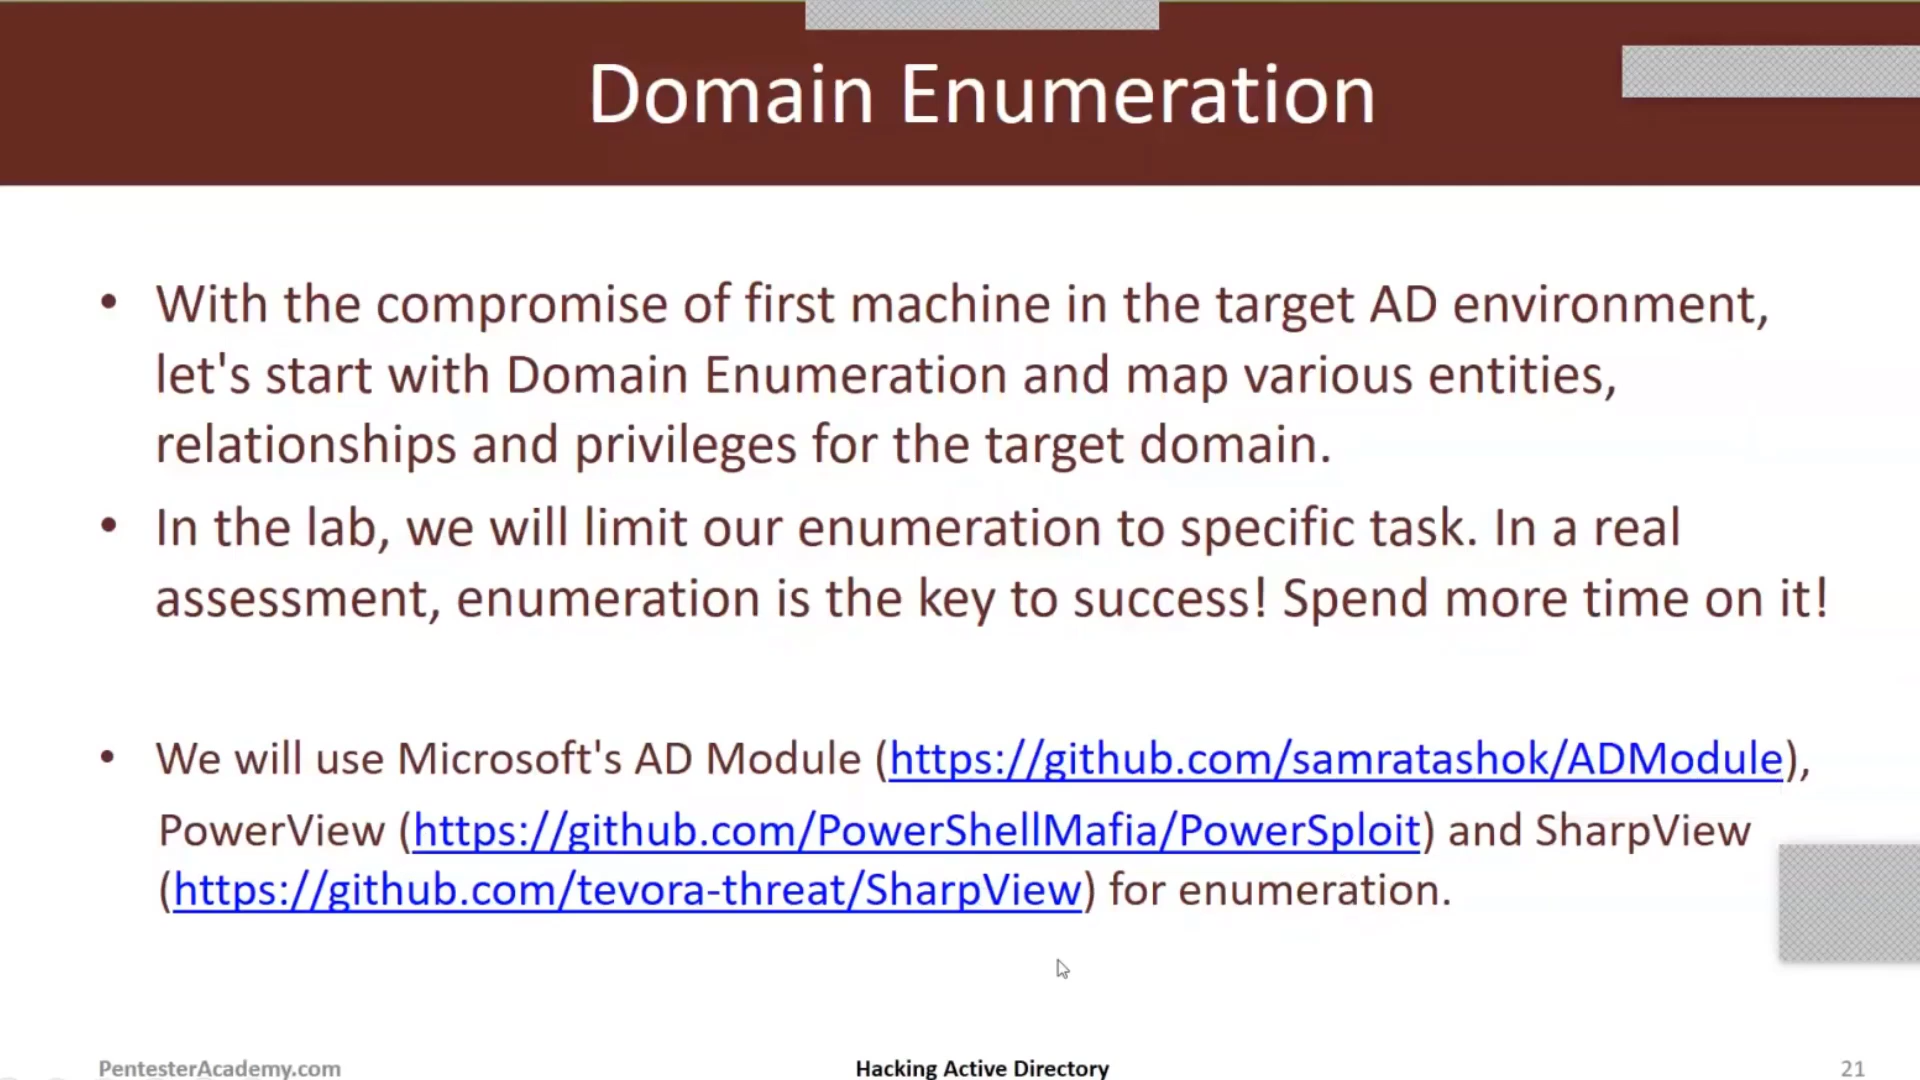 Domain Enumeration
• With the compromise of first machine in the target AD environment,
let's start with Domain Enumeration and map various entities,
relationships and privileges for the target domain.
• In the lab, we will limit our enumeration to specific task. In a real
assessment, enumeration is the key to success! Spend more time on it!
• We will use Microsoft's AD Module (https://github.com/samratashok/ADModule),
PowerView (https://github.com/PowerShellMafia/PowerSploit) and SharpView
(https://github.com/tevora-threat/SharpView) for enumeration.
PentesterAcademy.com
Hacking Active Directory
21